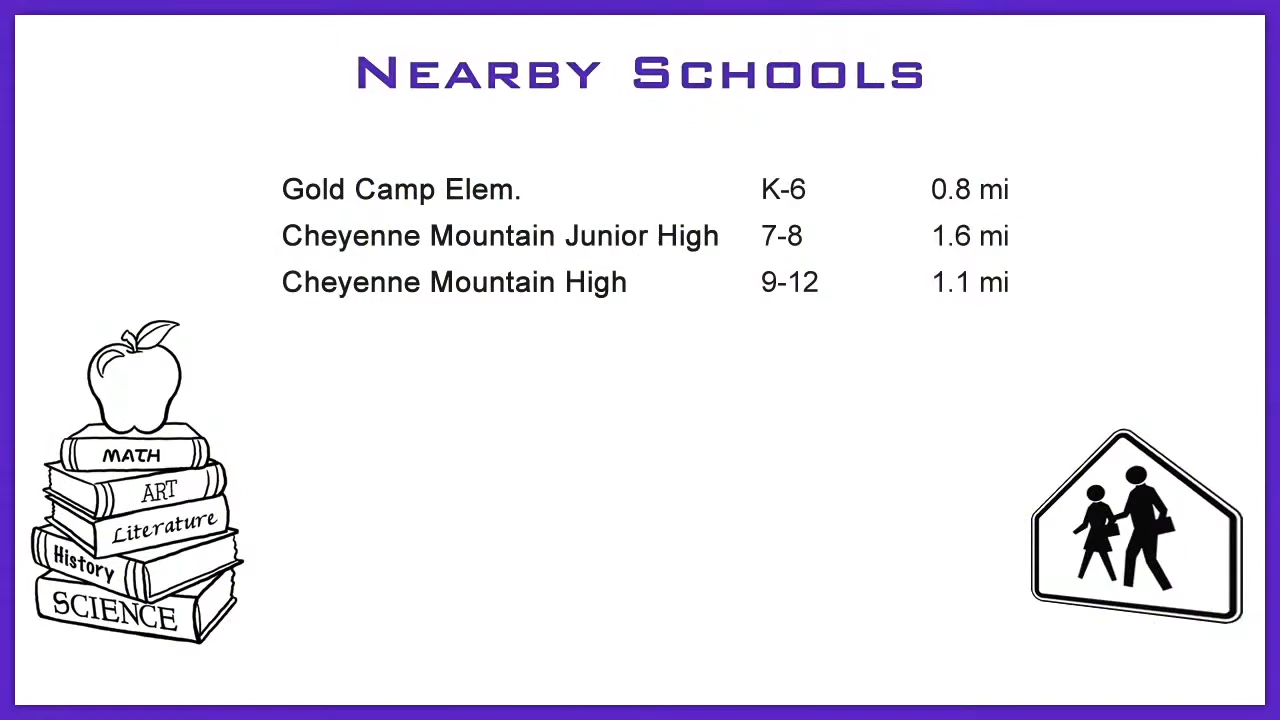 Nearby Schools
Gold Camp Elem. K-6 0.8 mi
Cheyenne Mountain Junior High 7-8 1.6 mi
Cheyenne Mountain High 9-12 1.1 mi
MATH
ART
Literature
History
SCIENCE